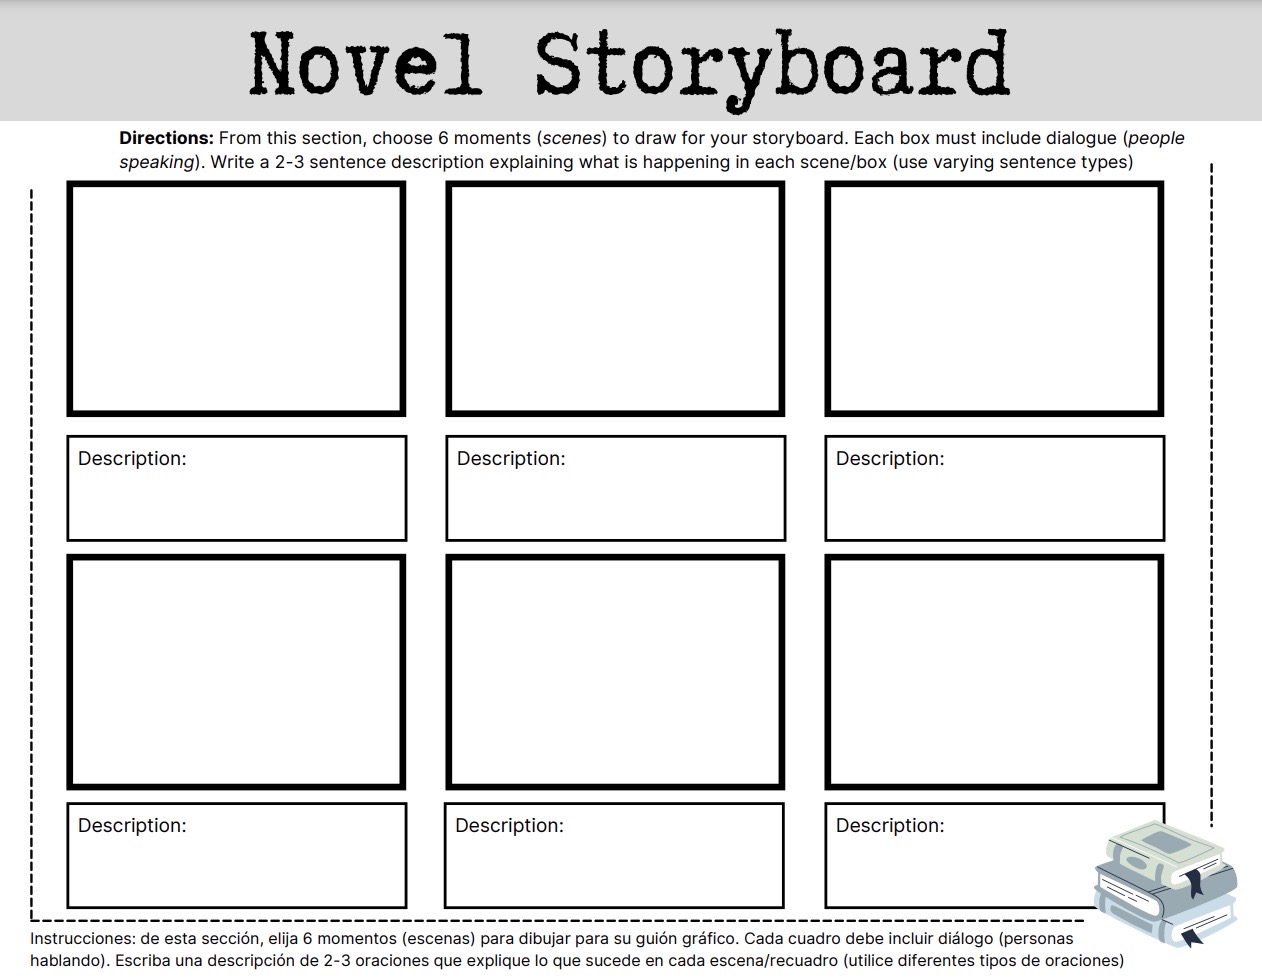 Novel Storyboard
Directions: From this section, choose 6 moments (scenes) to draw for your storyboard. Each box must include dialogue (people
speaking). Write a 2-3 sentence description explaining what is happening in each scene/box (use varying sentence types)
Description:
Description:
Description:
Description:
Description:
Description:
Instrucciones: de esta sección, elija 6 momentos (escenas) para dibujar para su guión gráfico. Cada cuadro debe incluir diálogo (personas
hablando). Escriba una descripción de 2-3 oraciones que explique lo que sucede en cada escena/recuadro (utilice diferentes tipos de oraciones)